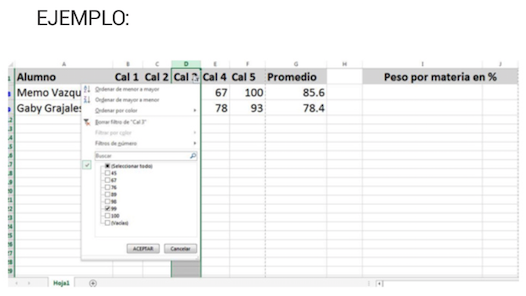 EJEMPLO:
A B C D E F G H I J
Alumno Cal 1 Cal 2 Cal 3 Cal 4 Cal 5 Promedio Peso por materia en %
Memo Vazqu 67 100 85.6
Gaby Grajales 78 93 78.4
Ordenar de menor a mayor
Ordenar de mayor a menor
Ordenar por color
Borrar filtro de "Cal 3"
Filtrar por color
Filtros de número
Buscar
(Seleccionar todo)
45
67
76
89
98
99
100
(Vacías)
ACEPTAR Cancelar
Hoja1